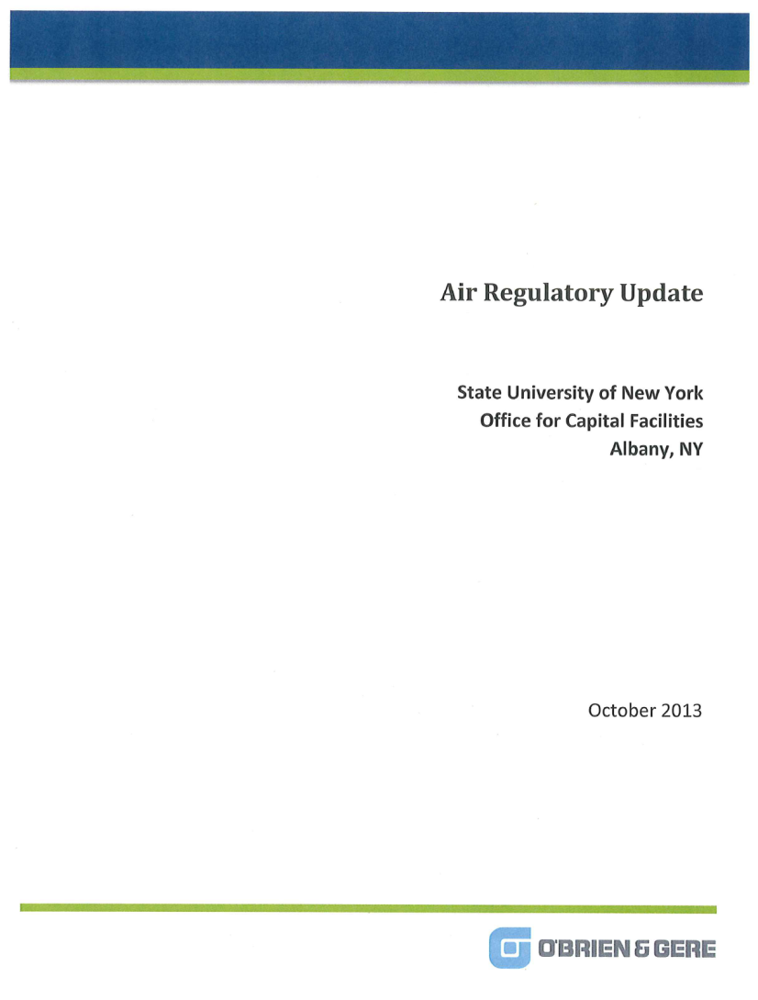 Air Regulatory Update
State University of New York
Office for Capital Facilities
Albany, NY
October 2013
O'BRIEN & GERE